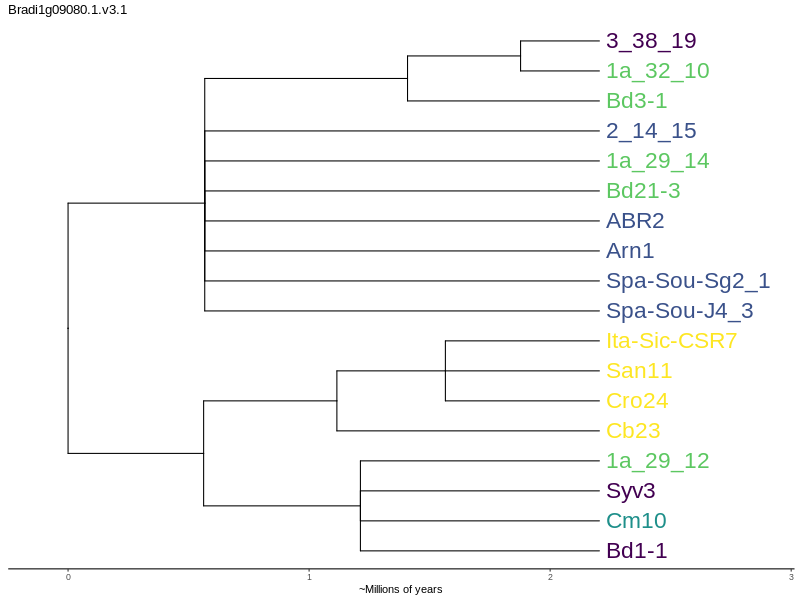 Bradi1g09080.1.v3.1
3_38_19
1a_32_10
Bd3-1
2_14_15
1a_29_14
Bd21-3
ABR2
Arn1
Spa-Sou-Sg2_1
Spa-Sou-J4_3
Ita-Sic-CSR7
San11
Cro24
Cb23
1a_29_12
Syv3
Cm10
Bd1-1
0 1 2 3
~Millions of years